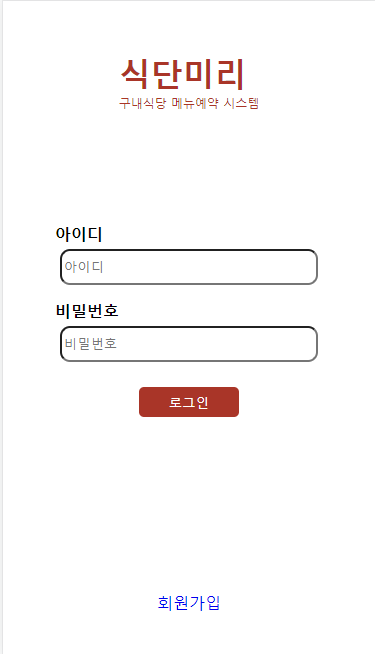 식단미리
구내식당 메뉴예약 시스템
아이디
아이디
비밀번호
비밀번호
로그인
회원가입